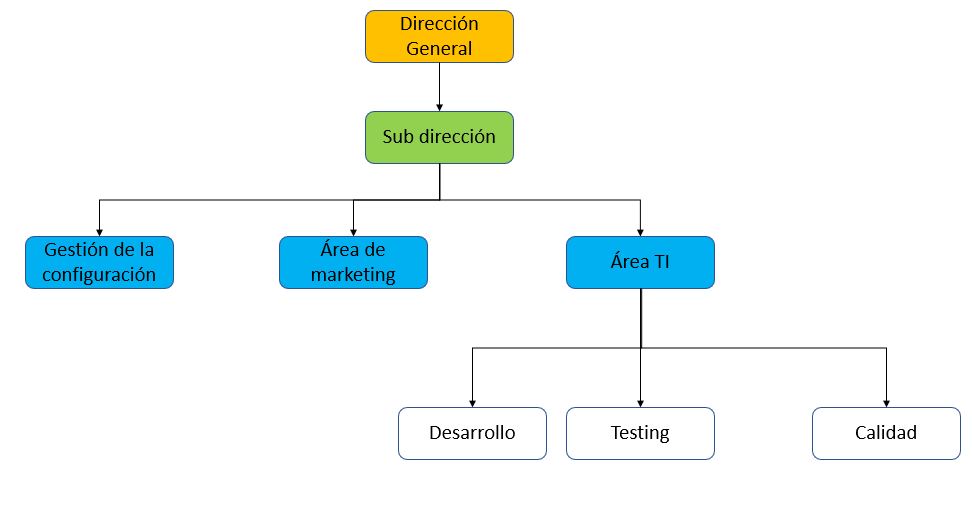 Dirección
General
Sub dirección
Gestión de la
configuración
Área de
marketing
Área TI
Desarrollo
Testing
Calidad